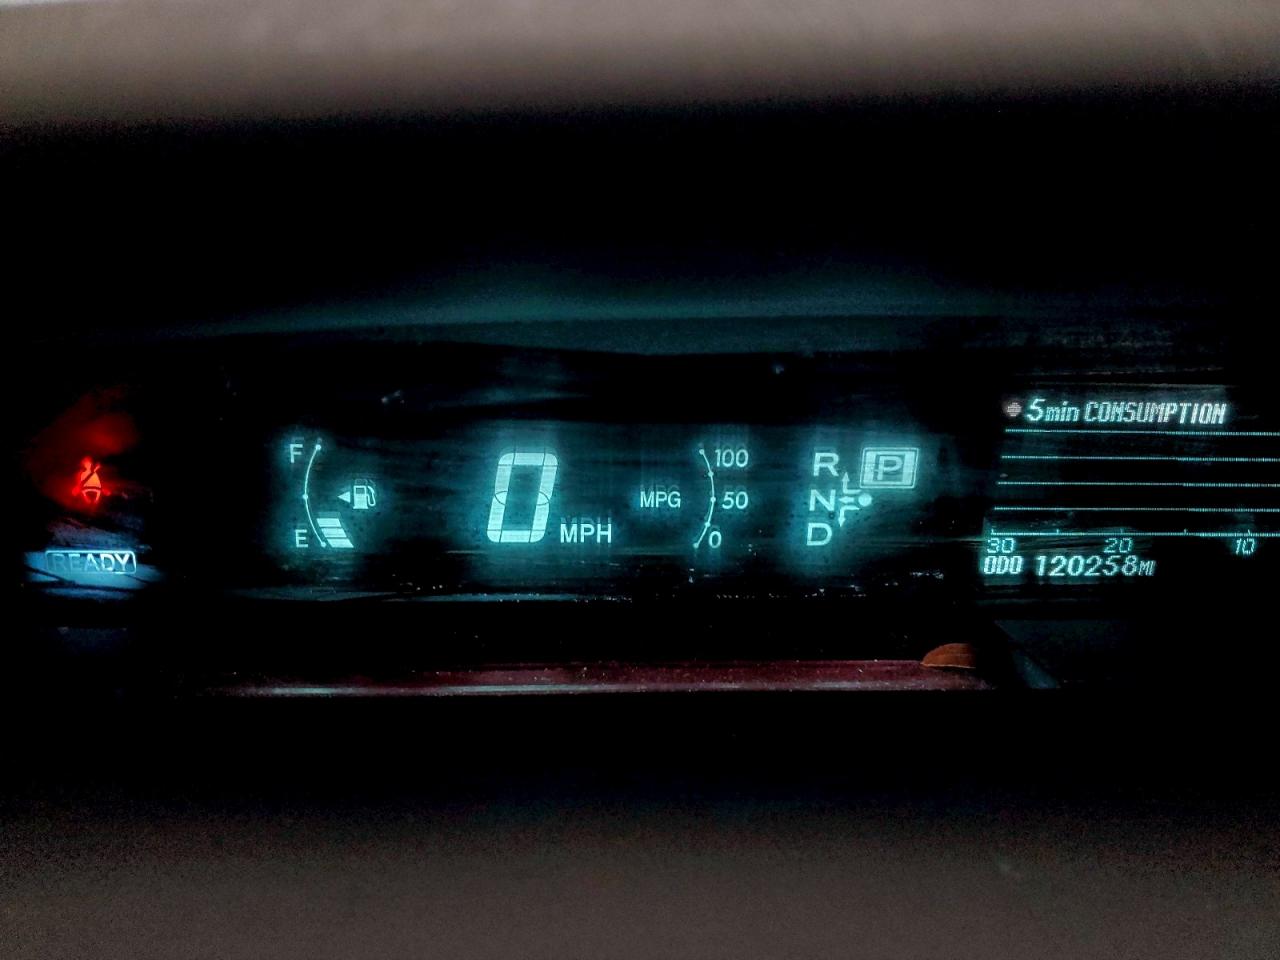 READY
F
E
0 MPH
MPG
100
50
0
R
N
D
P
5min CONSUMPTION
30 20 10
ODO 120258MI